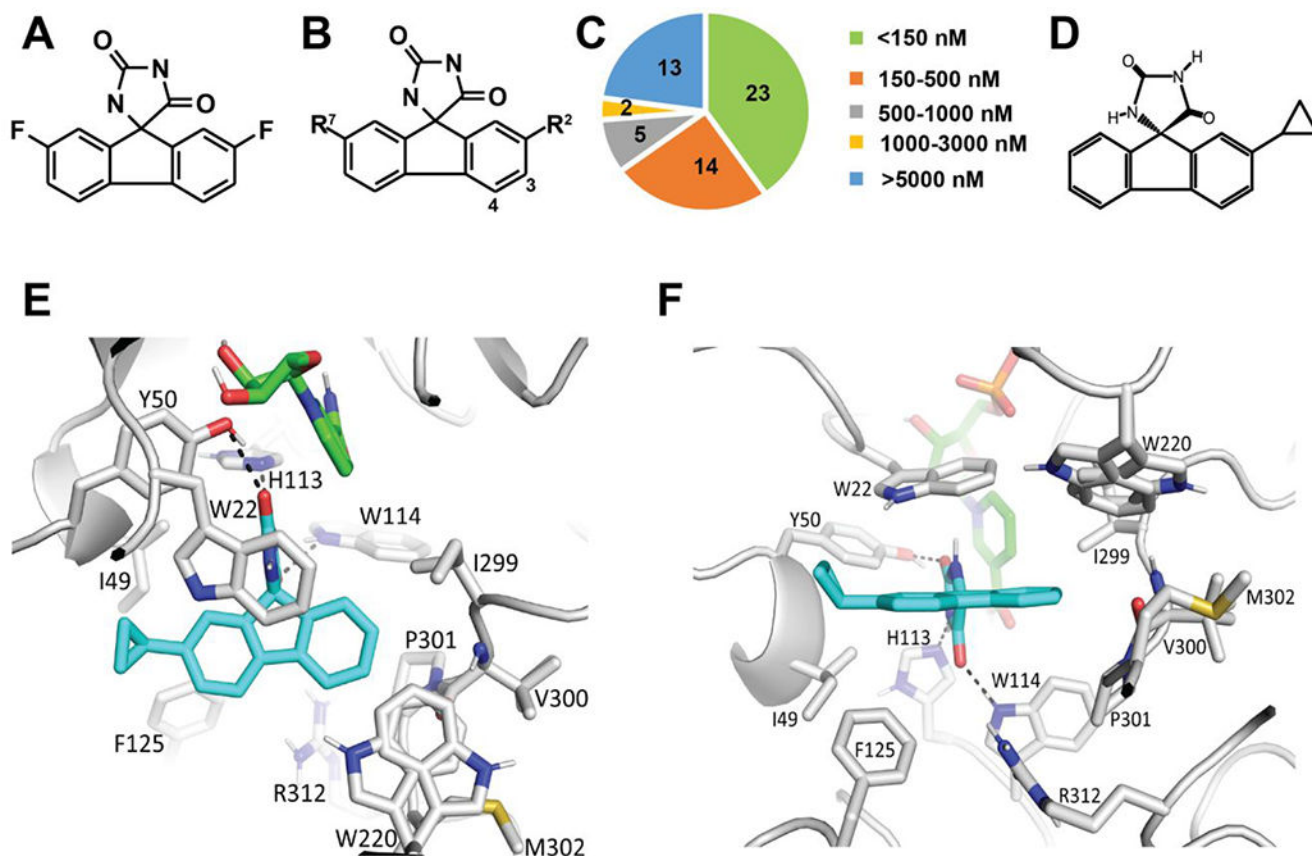 A
O
N
N
O
F
F
B
O
N
N
O
R7
R2
3
4
C
13
23
2
5
14
<150 nM
150-500 nM
500-1000 nM
1000-3000 nM
>5000 nM
D
O
N
H
H
N
O
E
Y50
H113
W22
W114
I49
I299
P301
V300
F125
R312
W220
M302
F
W220
W22
Y50
I299
M302
H113
V300
W114
I49
P301
F125
R312